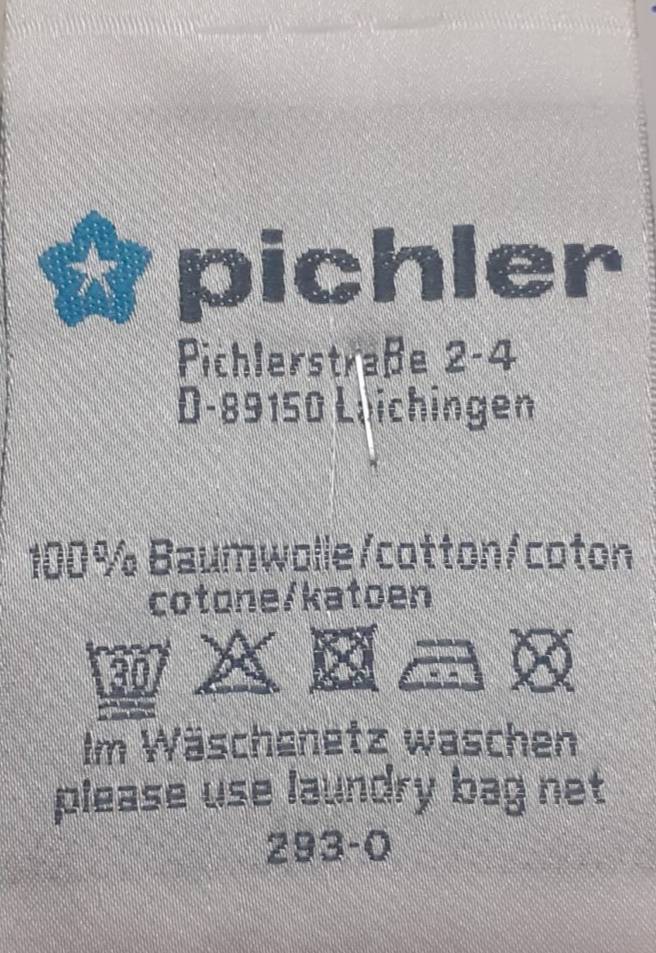 pichler
Pichlerstraße 2-4
D-89150 Laichingen
100% Baumwolle/cotton/coton
cotone/katoen
30
Im Wäschenetz waschen
please use laundry bag net
293-0